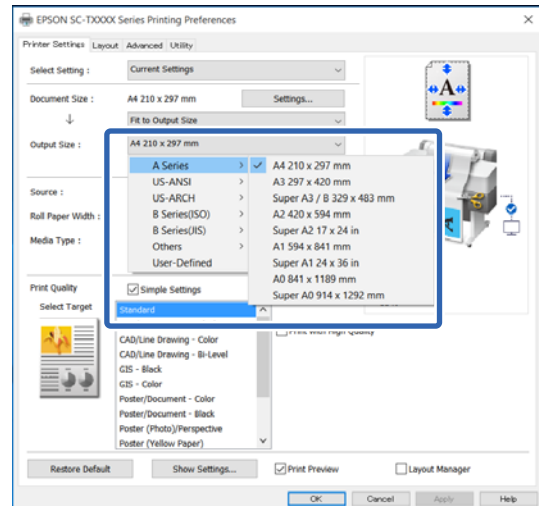 EPSON SC-TXXXX Series Printing Preferences
Printer Settings Layout Advanced Utility
Select Setting : Current Settings
Document Size : A4 210 x 297 mm Settings...
Fit to Output Size
Output Size : A4 210 x 297 mm
A Series A4 210 x 297 mm
US-ANSI A3 297 x 420 mm
US-ARCH Super A3 / B 329 x 483 mm
B Series(ISO) A2 420 x 594 mm
B Series(JIS) Super A2 17 x 24 in
Others A1 594 x 841 mm
User-Defined Super A1 24 x 36 in
A0 841 x 1189 mm
Super A0 914 x 1292 mm
Source :
Roll Paper Width :
Media Type :
Print Quality Simple Settings
Select Target Standard
Print with High Quality
CAD/Line Drawing - Color
CAD/Line Drawing - Bi-Level
GIS - Black
GIS - Color
Poster/Document - Color
Poster/Document - Black
Poster (Photo)/Perspective
Poster (Yellow Paper)
Restore Default Show Settings... Print Preview Layout Manager
OK Cancel Apply Help